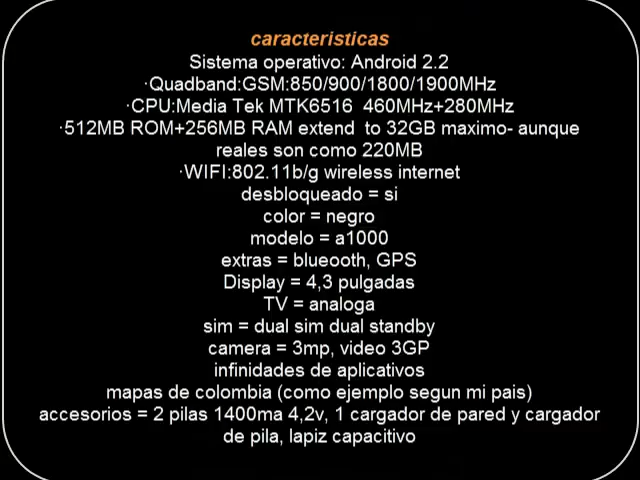 caracteristicas
Sistema operativo: Android 2.2
·Quadband:GSM:850/900/1800/1900MHz
·CPU:Media Tek MTK6516  460MHz+280MHz
·512MB ROM+256MB RAM extend  to 32GB maximo- aunque
reales son como 220MB
·WIFI:802.11b/g wireless internet
desbloqueado = si
color = negro
modelo = a1000
extras = blueooth, GPS
Display = 4,3 pulgadas
TV = analoga
sim = dual sim dual standby
camera = 3mp, video 3GP
infinidades de aplicativos
mapas de colombia (como ejemplo segun mi pais)
accesorios = 2 pilas 1400ma 4,2v, 1 cargador de pared y cargador
de pila, lapiz capacitivo